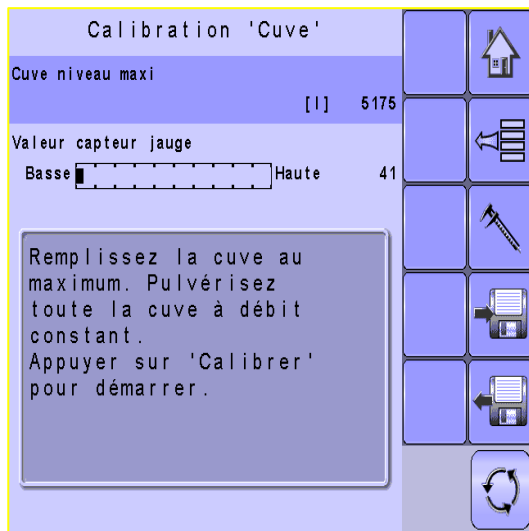 Calibration 'Cuve'
Cuve niveau maxi
[l] 5175
Valeur capteur jauge
Basse Haute 41
Remplissez la cuve au
maximum. Pulvérisez
toute la cuve à débit
constant.
Appuyer sur 'Calibrer'
pour démarrer.